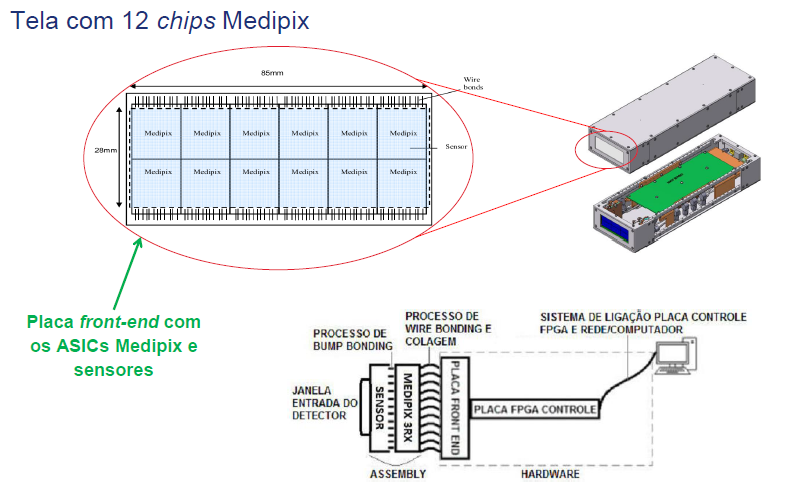 Tela com 12 chips Medipix
85mm
Wire
bonds
28mm
Medipix Medipix Medipix Medipix Medipix Medipix
Sensor
Medipix Medipix Medipix Medipix Medipix Medipix
Placa front-end com
os ASICs Medipix e
sensores
PROCESSO DE
BUMP BONDING
PROCESSO DE
WIRE BONDING E
COLAGEM
SISTEMA DE LIGAÇÃO PLACA CONTROLE
FPGA E REDE/COMPUTADOR
JANELA
ENTRADA DO
DETECTOR
SENSOR
MEDIPIX 3RX
PLACA FRONT END
PLACA FPGA CONTROLE
ASSEMBLY
HARDWARE